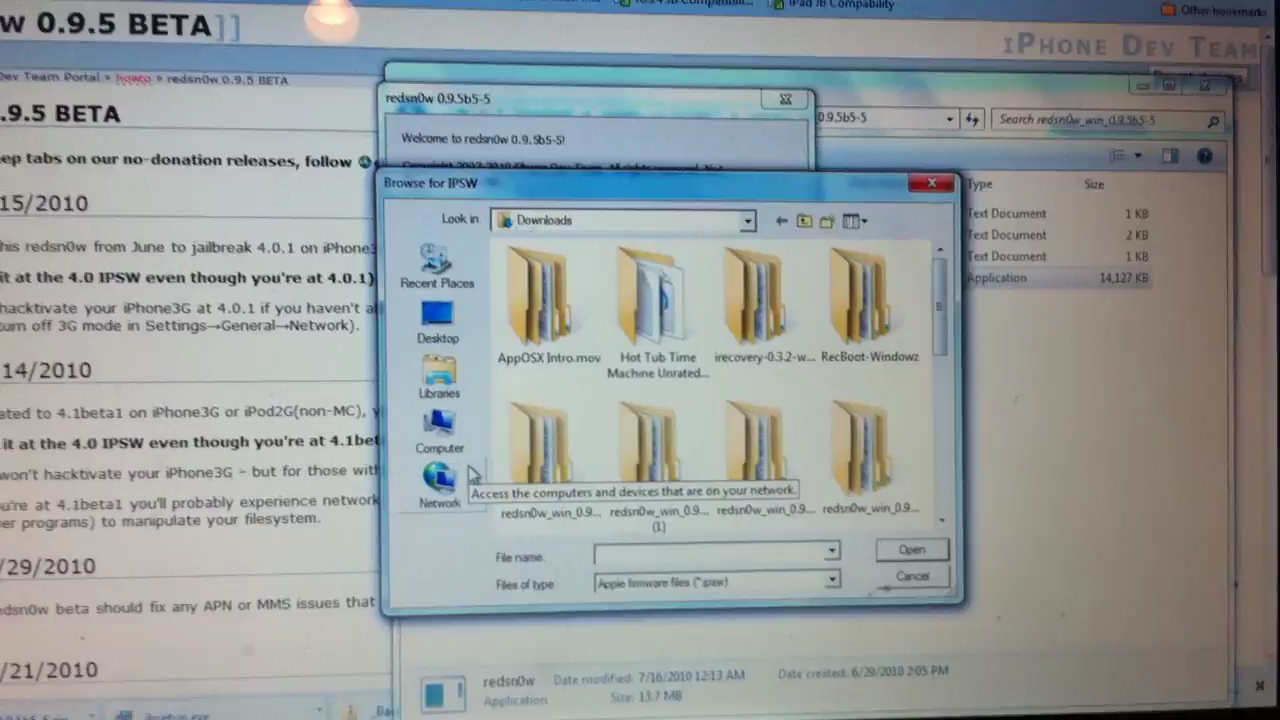 w 0.9.5 BETA]]
iPad JB Compatability
Other bookmarks
iPHONE DEV TEAM
Dev Team Portal » howto » redsn0w 0.9.5 BETA
.9.5 BETA
eep tabs on our no-donation releases, follow
15/2010
his redsn0w from June to jailbreak 4.0.1 on iPhone3
it at the 4.0 IPSW even though you're at 4.0.1)
hacktivate your iPhone3G at 4.0.1 if you haven't a
turn off 3G mode in Settings→General→Network).
14/2010
ated to 4.1beta1 on iPhone3G or iPod2G(non-MC), y
it at the 4.0 IPSW even though you're at 4.1bet
won't hacktivate your iPhone3G - but for those with
ou're at 4.1beta1 you'll probably experience network
er programs) to manipulate your filesystem.
/29/2010
edsn0w beta should fix any APN or MMS issues that
/21/2010
redsn0w 0.9.5b5-5
Welcome to redsn0w 0.9.5b5-5!
0.9.5b5-5
Search redsn0w_win_0.9.5b5-5
Type
Size
Text Document
1 KB
Text Document
2 KB
Text Document
1 KB
Application
14,127 KB
Browse for IPSW
Look in
Downloads
Recent Places
Desktop
Libraries
Computer
Network
AppOSX Intro.mov
Hot Tub Time
Machine Unrated...
irecovery-0.3.2-w...
RecBoot-Windowz
Access the computers and devices that are on your network.
redsn0w_win_0.9...
redsn0w_win_0.9...
(1)
redsn0w_win_0.9...
redsn0w_win_0.9...
File name:
Open
Files of type:
Apple firmware files (*.ipsw)
Cancel
redsn0w
Date modified: 7/16/2010 12:13 AM
Date created: 6/29/2010 2:05 PM
Application
Size: 13.7 MB